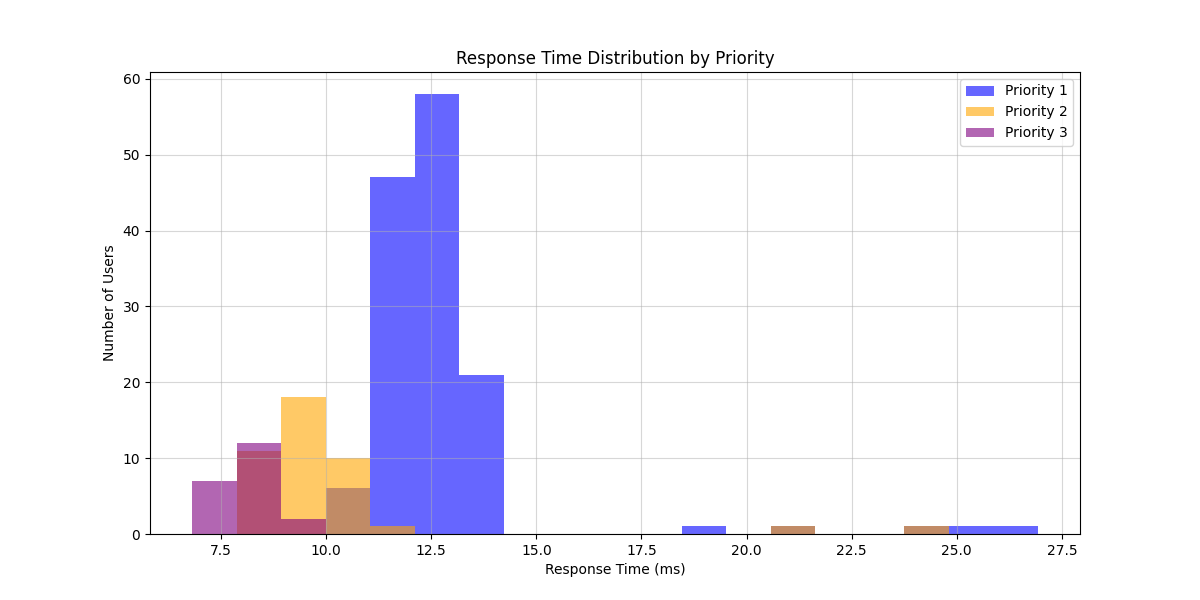 Response Time Distribution by Priority
60
50
40
30
20
10
0
Number of Users
Priority 1
Priority 2
Priority 3
7.5 10.0 12.5 15.0 17.5 20.0 22.5 25.0 27.5
Response Time (ms)